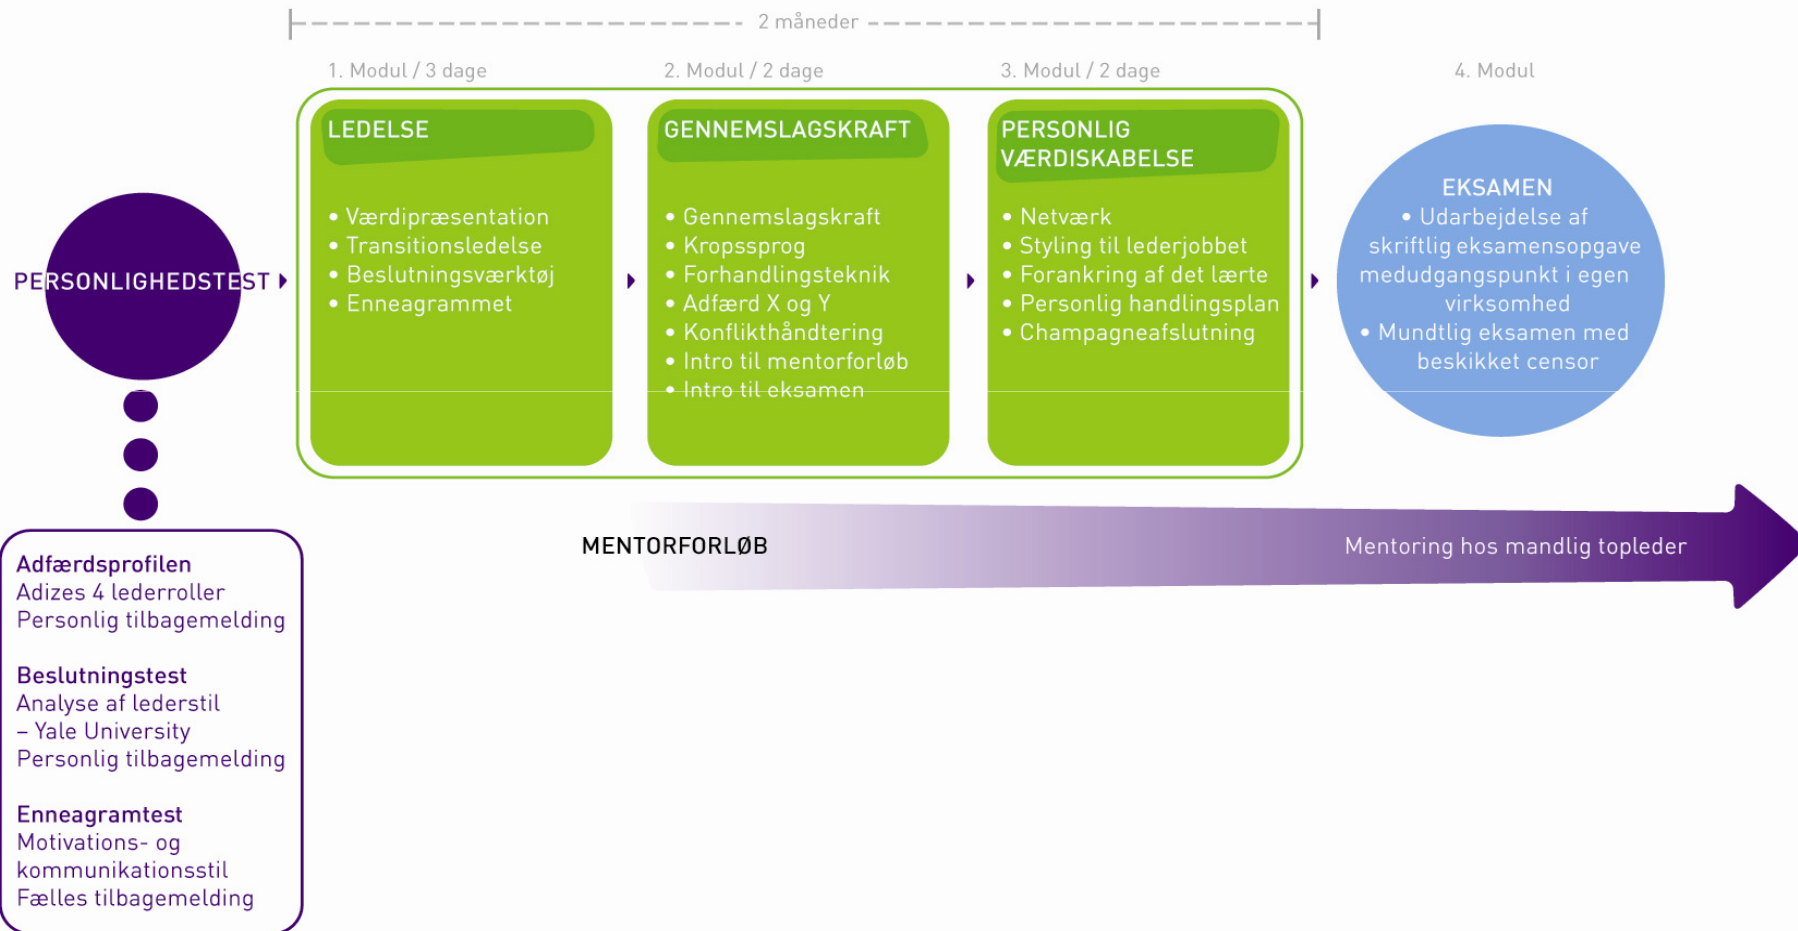 2 måneder
1. Modul / 3 dage
2. Modul / 2 dage
3. Modul / 2 dage
4. Modul
PERSONLIGHEDSTEST
LEDELSE
• Værdipræsentation
• Transitionsledelse
• Beslutningsværktøj
• Enneagrammet
GENNEMSLAGSKRAFT
• Gennemslagskraft
• Kropssprog
• Forhandlingsteknik
• Adfærd X og Y
• Konflikthåndtering
• Intro til mentorforløb
• Intro til eksamen
PERSONLIG
VÆRDISKABELSE
• Netværk
• Styling til lederjobbet
• Forankring af det lærte
• Personlig handlingsplan
• Champagneafslutning
EKSAMEN
• Udarbejdelse af
skriftlig eksamensopgave
medudgangspunkt i egen
virksomhed
• Mundtlig eksamen med
beskikket censor
MENTORFORLØB
Mentoring hos mandlig topleder
Adfærdsprofilen
Adizes 4 lederroller
Personlig tilbagemelding
Beslutningstest
Analyse af lederstil
– Yale University
Personlig tilbagemelding
Enneagramtest
Motivations- og
kommunikationsstil
Fælles tilbagemelding